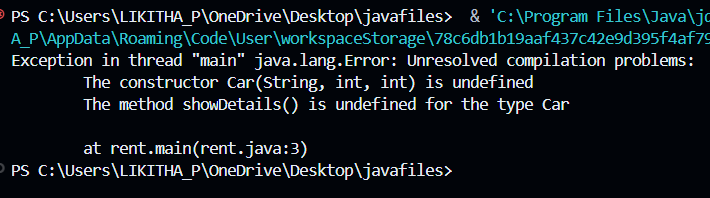 PS C:\Users\LIKITHA_P\OneDrive\Desktop\javafiles>  & 'C:\Program Files\Java\jd
A_P\AppData\Roaming\Code\User\workspaceStorage\78c6db1b19aaf437c42e9d395f4af79
Exception in thread "main" java.lang.Error: Unresolved compilation problems:
        The constructor Car(String, int, int) is undefined
        The method showDetails() is undefined for the type Car

        at rent.main(rent.java:3)
PS C:\Users\LIKITHA_P\OneDrive\Desktop\javafiles>